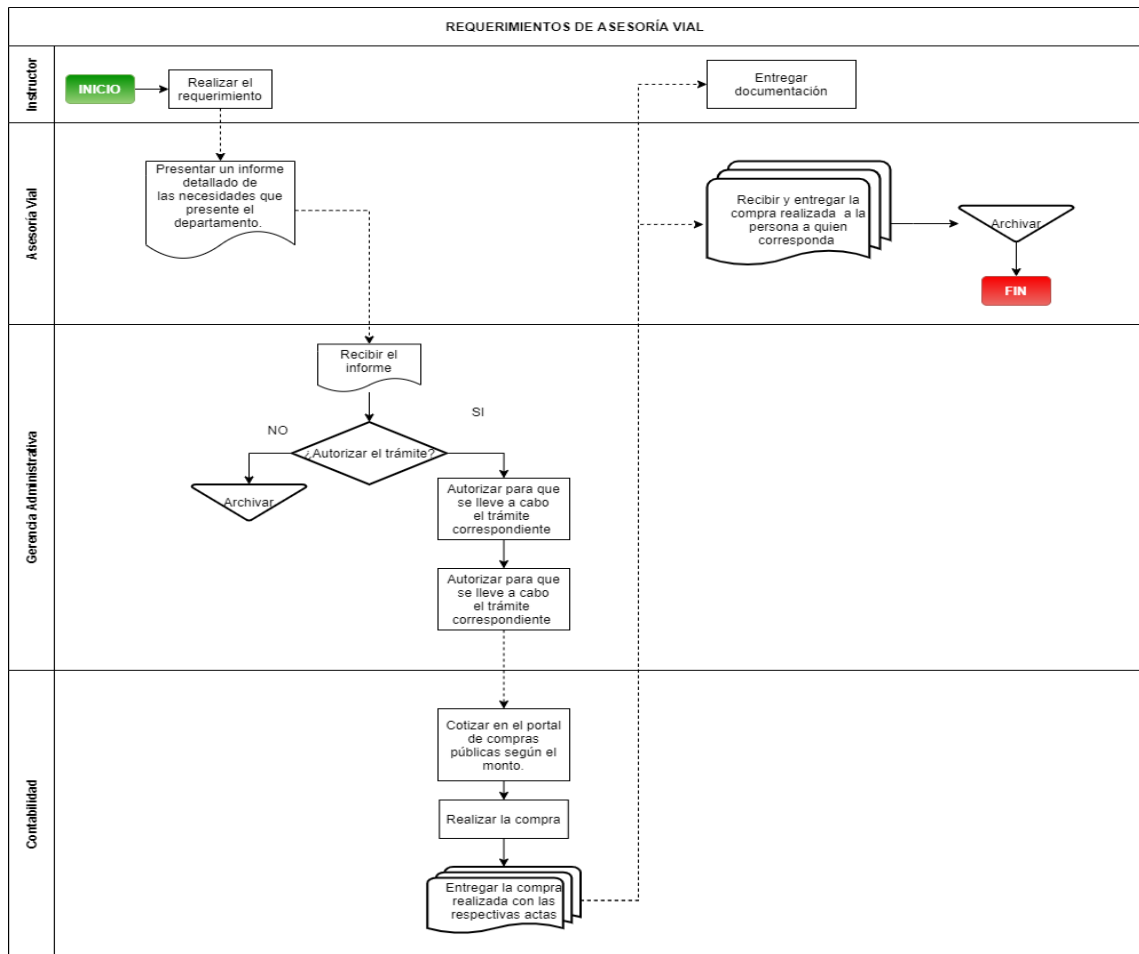 REQUERIMIENTOS DE ASESORÍA VIAL
Instructor
INICIO
Realizar el
requerimiento
Entregar
documentación
Asesoría Vial
Presentar un informe
detallado de
las necesidades que
presente el
departamento.
Recibir y entregar la
compra realizada a la
persona a quien
corresponda
Archivar
FIN
Gerencia Administrativa
Recibir el
informe
SI
NO
¿Autorizar el trámite?
Archivar
Autorizar para que
se lleve a cabo
el trámite
correspondiente
Autorizar para que
se lleve a cabo
el trámite
correspondiente
Contabilidad
Cotizar en el portal
de compras
públicas según el
monto.
Realizar la compra
Entregar la compra
realizada con las
respectivas actas